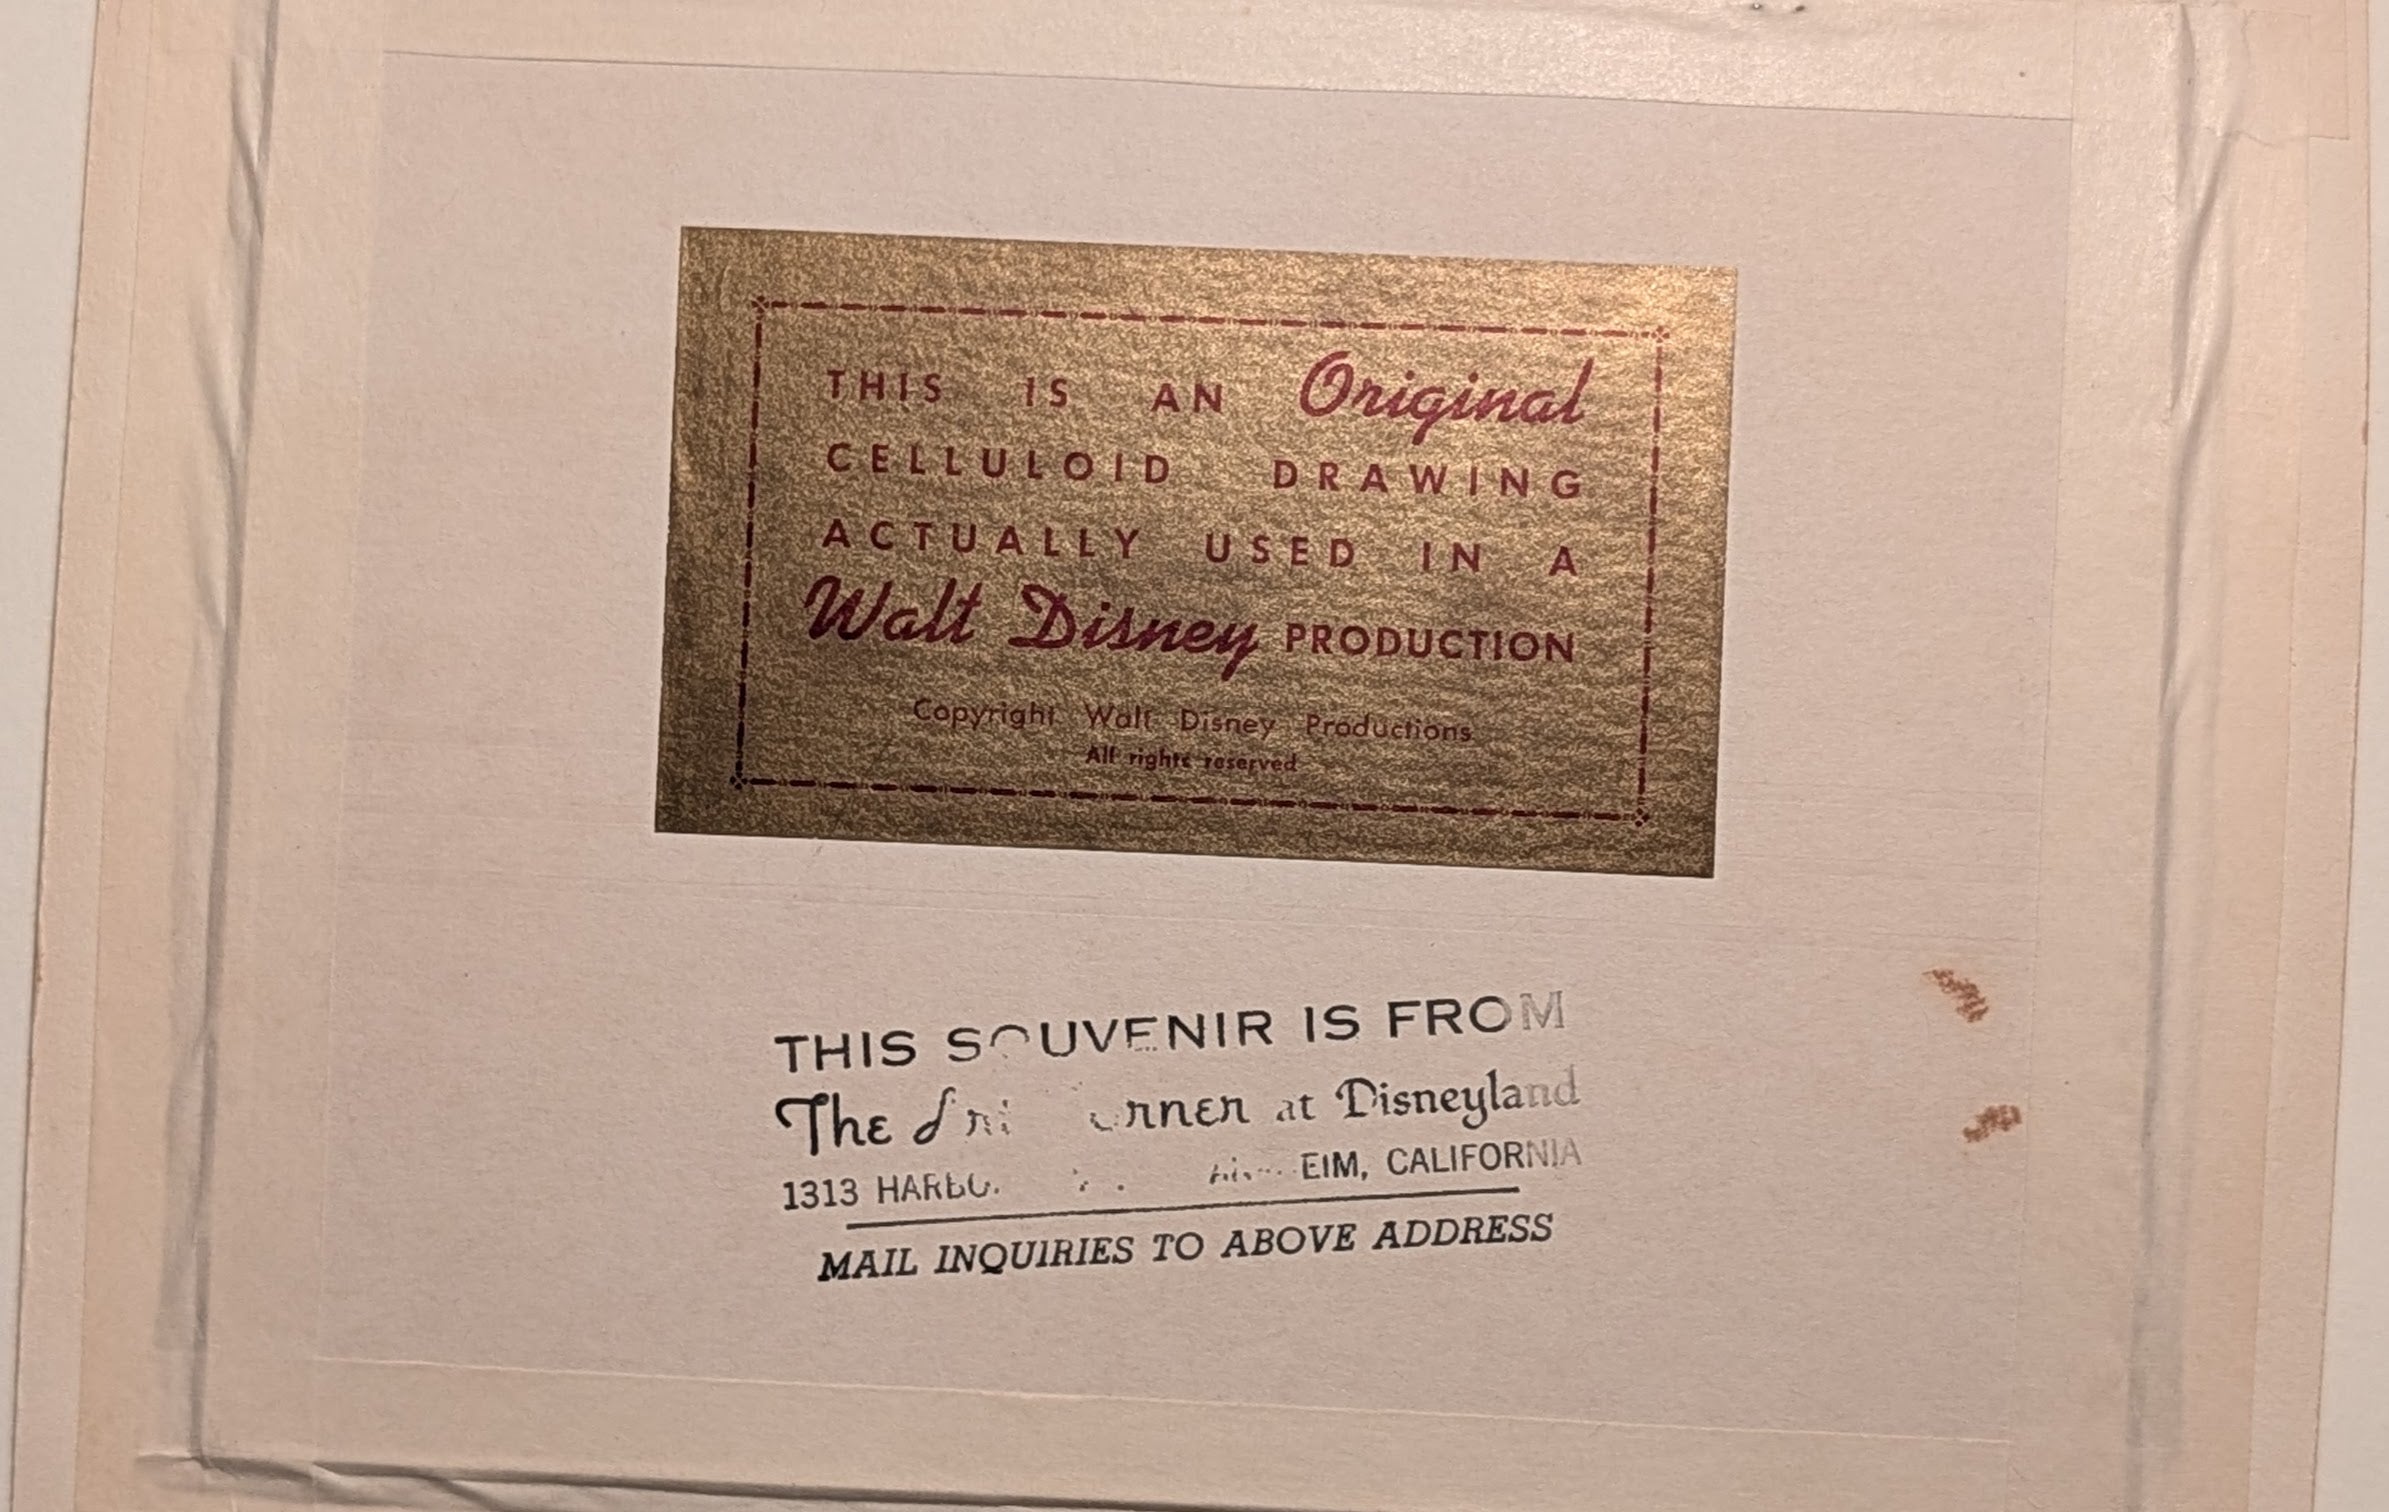 THIS IS AN Original
CELLULOID DRAWING
ACTUALLY USED IN A
Walt Disney PRODUCTION
Copyright Walt Disney Productions
All rights reserved
THIS SOUVENIR IS FROM
The at Disneyland
1313 CALIFORNIA
MAIL INQUIRIES TO ABOVE ADDRESS